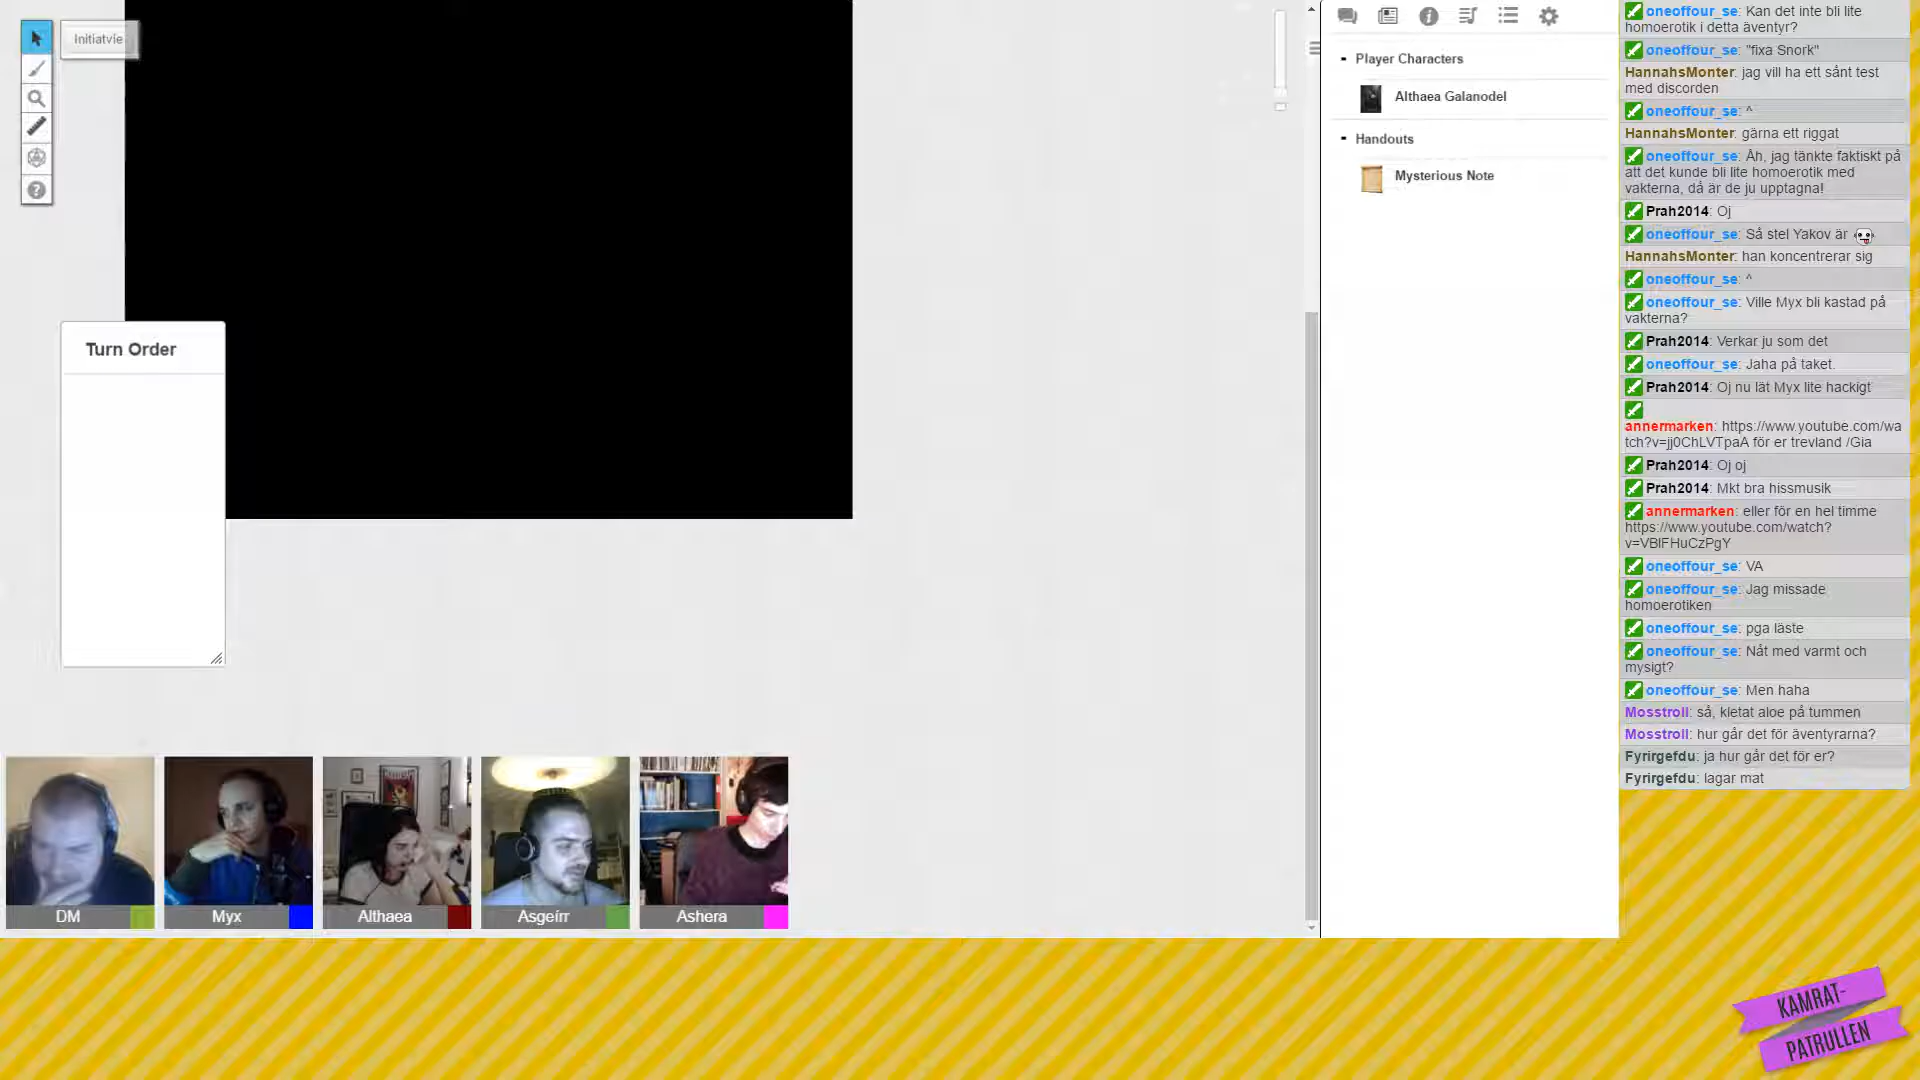 Initiatvie
Turn Order
DM
Myx
Althaea
Asgeírr
Ashera
Player Characters
Althaea Galanodel
Handouts
Mysterious Note
oneoffour_se: Kan det inte bli lite
homoerotik i detta äventyr?
oneoffour_se: "fixa Snork"
HannahsMonter: jag vill ha ett sånt test
med discorden
oneoffour_se: ^
HannahsMonter: gärna ett riggat
oneoffour_se: Åh, jag tänkte faktiskt på
att det kunde bli lite homoerotik med
vakterna, då är de ju upptagna!
Prah2014: Oj
oneoffour_se: Så stel Yakov är
HannahsMonter: han koncentrerar sig
oneoffour_se: ^
oneoffour_se: Ville Myx bli kastad på
vakterna?
Prah2014: Verkar ju som det
oneoffour_se: Jaha på taket.
Prah2014: Oj nu lät Myx lite hackigt
annermarken: https://www.youtube.com/wa
tch?v=jj0ChLVTpaA för er trevland /Gia
Prah2014: Oj oj
Prah2014: Mkt bra hissmusik
annermarken: eller för en hel timme
https://www.youtube.com/watch?
v=VBlFHuCzPgY
oneoffour_se: VA
oneoffour_se: Jag missade
homoerotiken
oneoffour_se: pga läste
oneoffour_se: Nåt med varmt och
mysigt?
oneoffour_se: Men haha
Mosstroll: så, kletat aloe på tummen
Mosstroll: hur går det för äventyrarna?
Fyrirgefdu: ja hur går det för er?
Fyrirgefdu: lagar mat
KAMRAT-
PATRULLEN